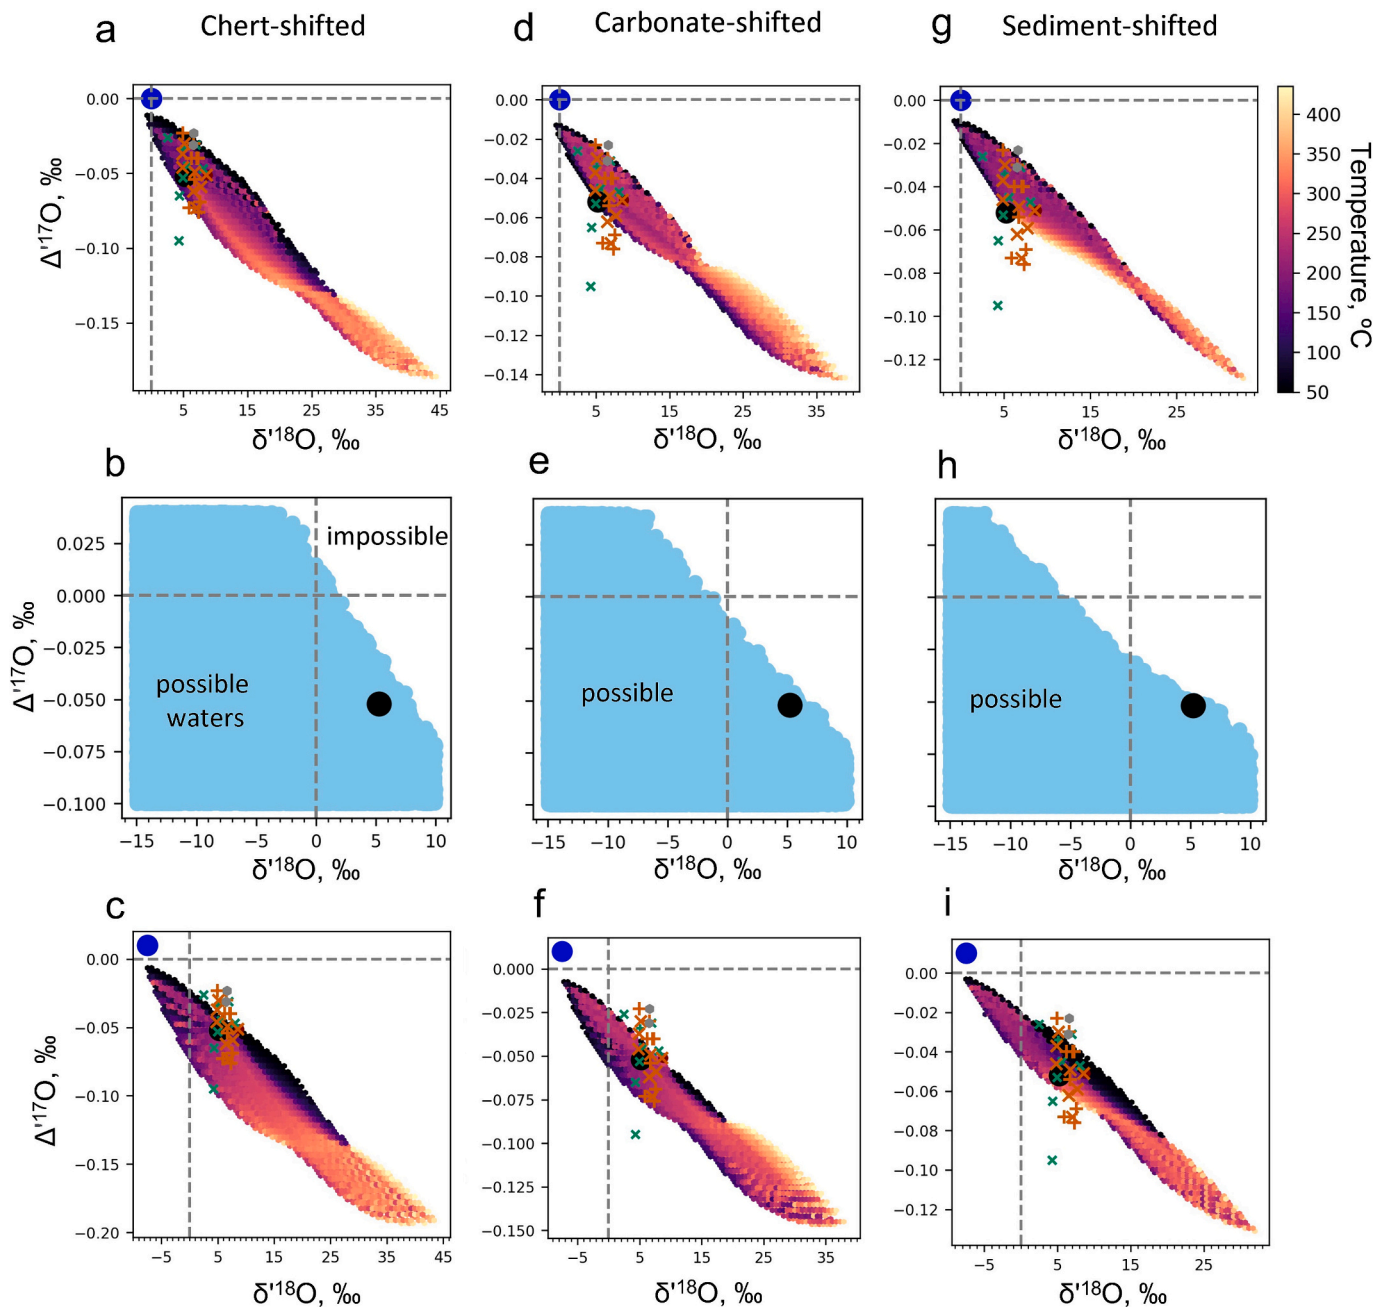 a Chert-shifted
d Carbonate-shifted
g Sediment-shifted
0.00
−0.05
−0.10
−0.15
Δ'17O, ‰
5 15 25 35 45
δ'18O, ‰
0.00
−0.02
−0.04
−0.06
−0.08
−0.10
−0.12
−0.14
5 15 25 35
δ'18O, ‰
0.00
−0.02
−0.04
−0.06
−0.08
−0.10
−0.12
5 15 25
δ'18O, ‰
400
350
300
250
200
150
100
50
Temperature, ºC
b
impossible
possible
waters
0.025
0.000
−0.025
−0.050
−0.075
−0.100
Δ'17O, ‰
−15 −10 −5 0 5 10
δ'18O, ‰
e
possible
−15 −10 −5 0 5 10
δ'18O, ‰
h
possible
−15 −10 −5 0 5 10
δ'18O, ‰
c
0.00
−0.05
−0.10
−0.15
−0.20
Δ'17O, ‰
−5 5 15 25 35 45
δ'18O, ‰
f
0.000
−0.025
−0.050
−0.075
−0.100
−0.125
−0.150
−5 5 15 25 35
δ'18O, ‰
i
0.00
−0.02
−0.04
−0.06
−0.08
−0.10
−0.12
−5 5 15 25
δ'18O, ‰